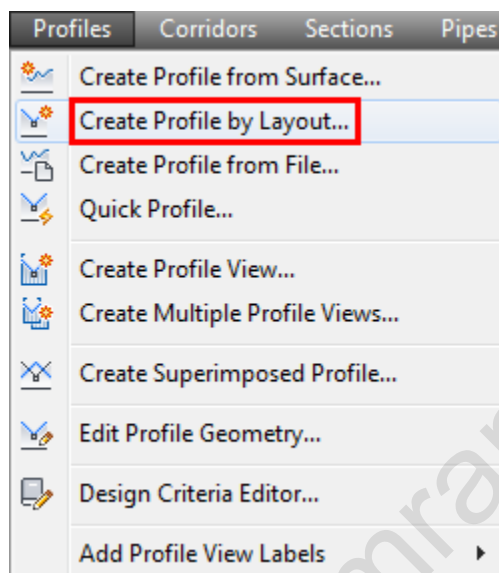 Profiles Corridors Sections Pipes
Create Profile from Surface...
Create Profile by Layout...
Create Profile from File...
Quick Profile...
Create Profile View...
Create Multiple Profile Views...
Create Superimposed Profile...
Edit Profile Geometry...
Design Criteria Editor...
Add Profile View Labels